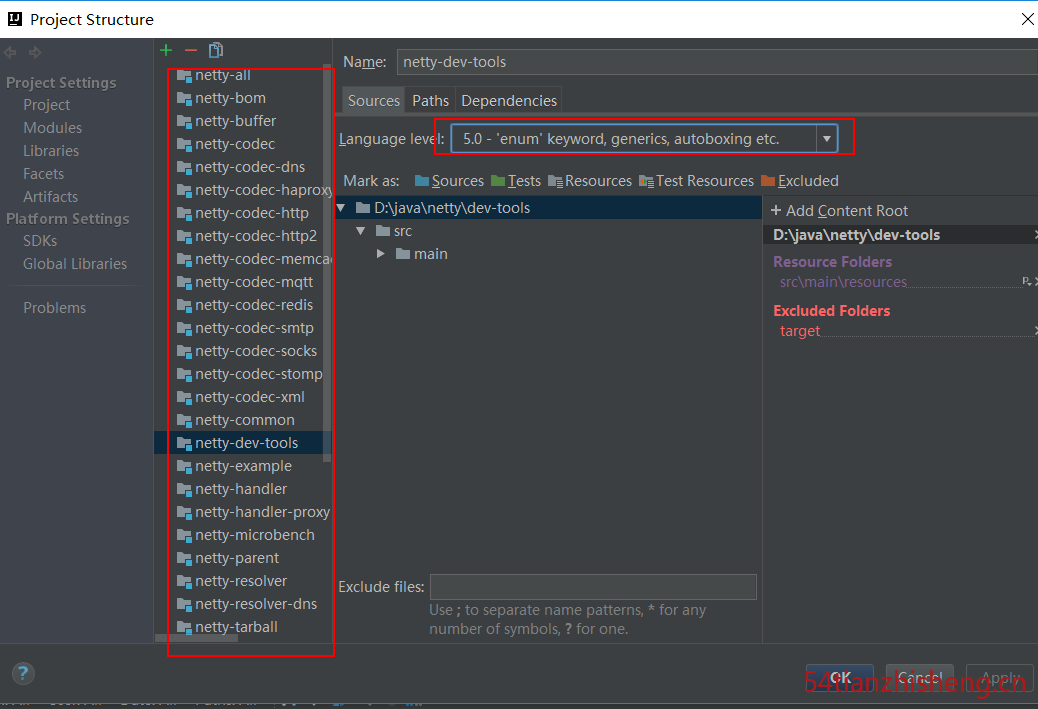 Project Structure
Project Settings
Project
Modules
Libraries
Facets
Artifacts
Platform Settings
SDKs
Global Libraries
Problems
netty-all
netty-bom
netty-buffer
netty-codec
netty-codec-dns
netty-codec-haproxy
netty-codec-http
netty-codec-http2
netty-codec-memcac
netty-codec-mqtt
netty-codec-redis
netty-codec-smtp
netty-codec-socks
netty-codec-stomp
netty-codec-xml
netty-common
netty-dev-tools
netty-example
netty-handler
netty-handler-proxy
netty-microbench
netty-parent
netty-resolver
netty-resolver-dns
netty-tarball
Name: netty-dev-tools
Sources Paths Dependencies
Language level: 5.0 - 'enum' keyword, generics, autoboxing etc.
Mark as: Sources Tests Resources Test Resources Excluded
D:\java\netty\dev-tools
src
main
+ Add Content Root
D:\java\netty\dev-tools
Resource Folders
src\main\resources
Excluded Folders
target
Exclude files:
Use ; to separate name patterns, * for any
number of symbols, ? for one.
OK Cancel Apply
54tianzhisheng.cn